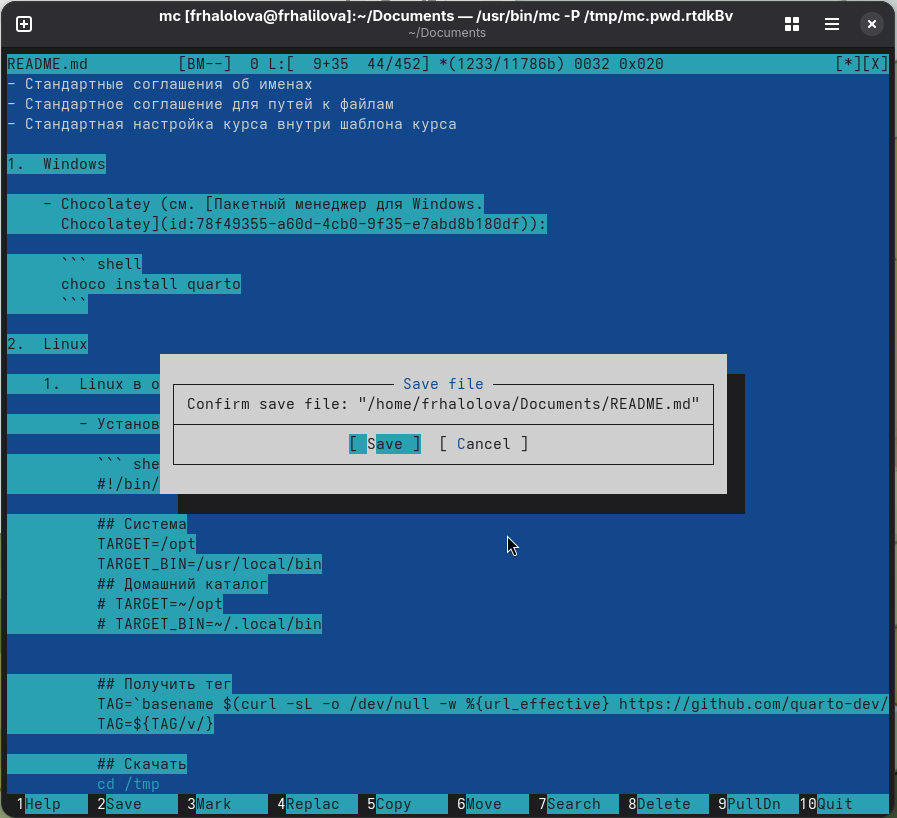 mc [frhalolova@frhalilova]:~/Documents — /usr/bin/mc -P /tmp/mc.pwd.rtdkBv
~/Documents
README.md          [BM--]  0 L:[  9+35  44/452] *(1233/11786b) 0032 0x020                   [*][X]
- Стандартные соглашения об именах
- Стандартное соглашение для путей к файлам
- Стандартная настройка курса внутри шаблона курса
1.  Windows
    - Chocolatey (см. [Пакетный менеджер для Windows.
      Chocolatey](id:78f49355-a60d-4cb0-9f35-e7abd8b180df)):
      ``` shell
      choco install quarto
      ```
2.  Linux
Save file
    1.  Linux в о
Confirm save file: "/home/frhalolova/Documents/README.md"
        - Установ
[ Save ]  [ Cancel ]
          ``` she
          #!/bin/
          ## Система
          TARGET=/opt
          TARGET_BIN=/usr/local/bin
          ## Домашний каталог
          # TARGET=~/opt
          # TARGET_BIN=~/.local/bin
          ## Получить тег
          TAG=`basename $(curl -sL -o /dev/null -w %{url_effective} https://github.com/quarto-dev/
          TAG=${TAG/v/}
          ## Скачать
          cd /tmp
1Help  2Save  3Mark  4Replac  5Copy  6Move  7Search  8Delete  9PullDn  10Quit